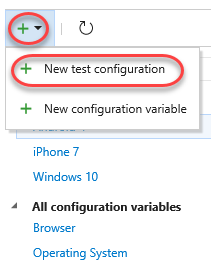 New test configuration
New configuration variable
iPhone 7
Windows 10
All configuration variables
Browser
Operating System